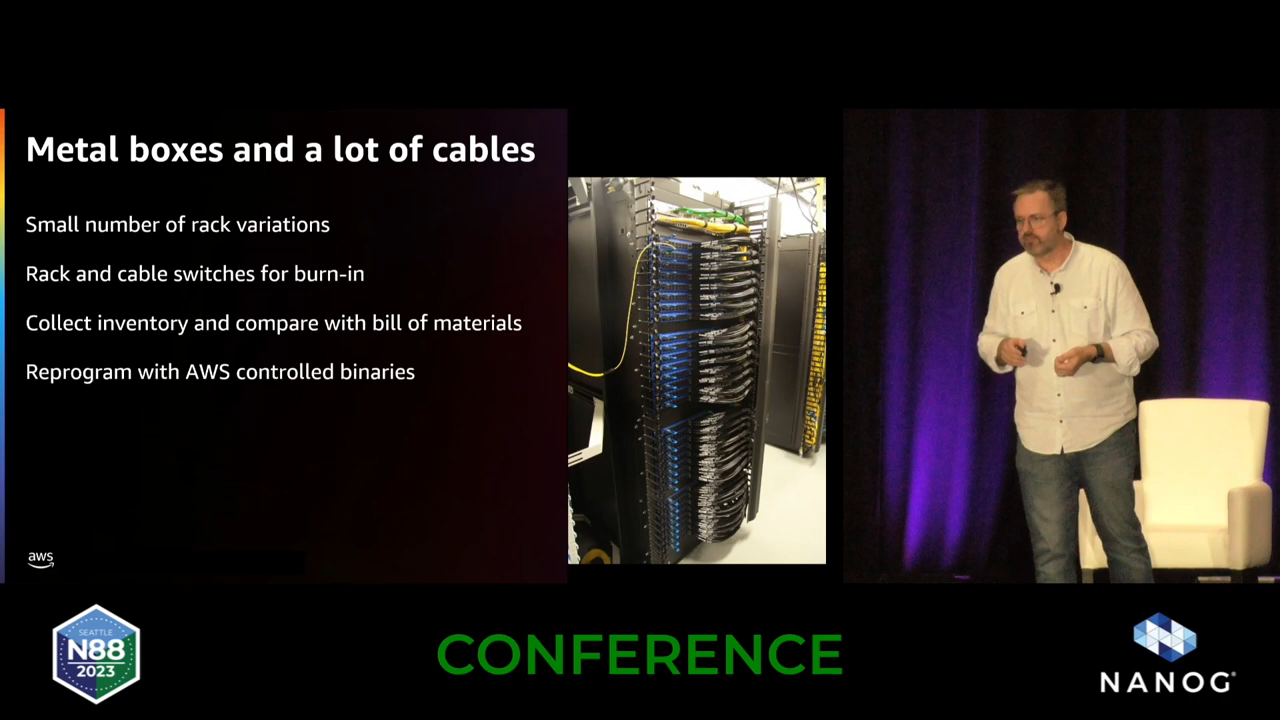 Metal boxes and a lot of cables
Small number of rack variations
Rack and cable switches for burn-in
Collect inventory and compare with bill of materials
Reprogram with AWS controlled binaries
aws
SEATTLE
N88
2023
CONFERENCE
NANOG®